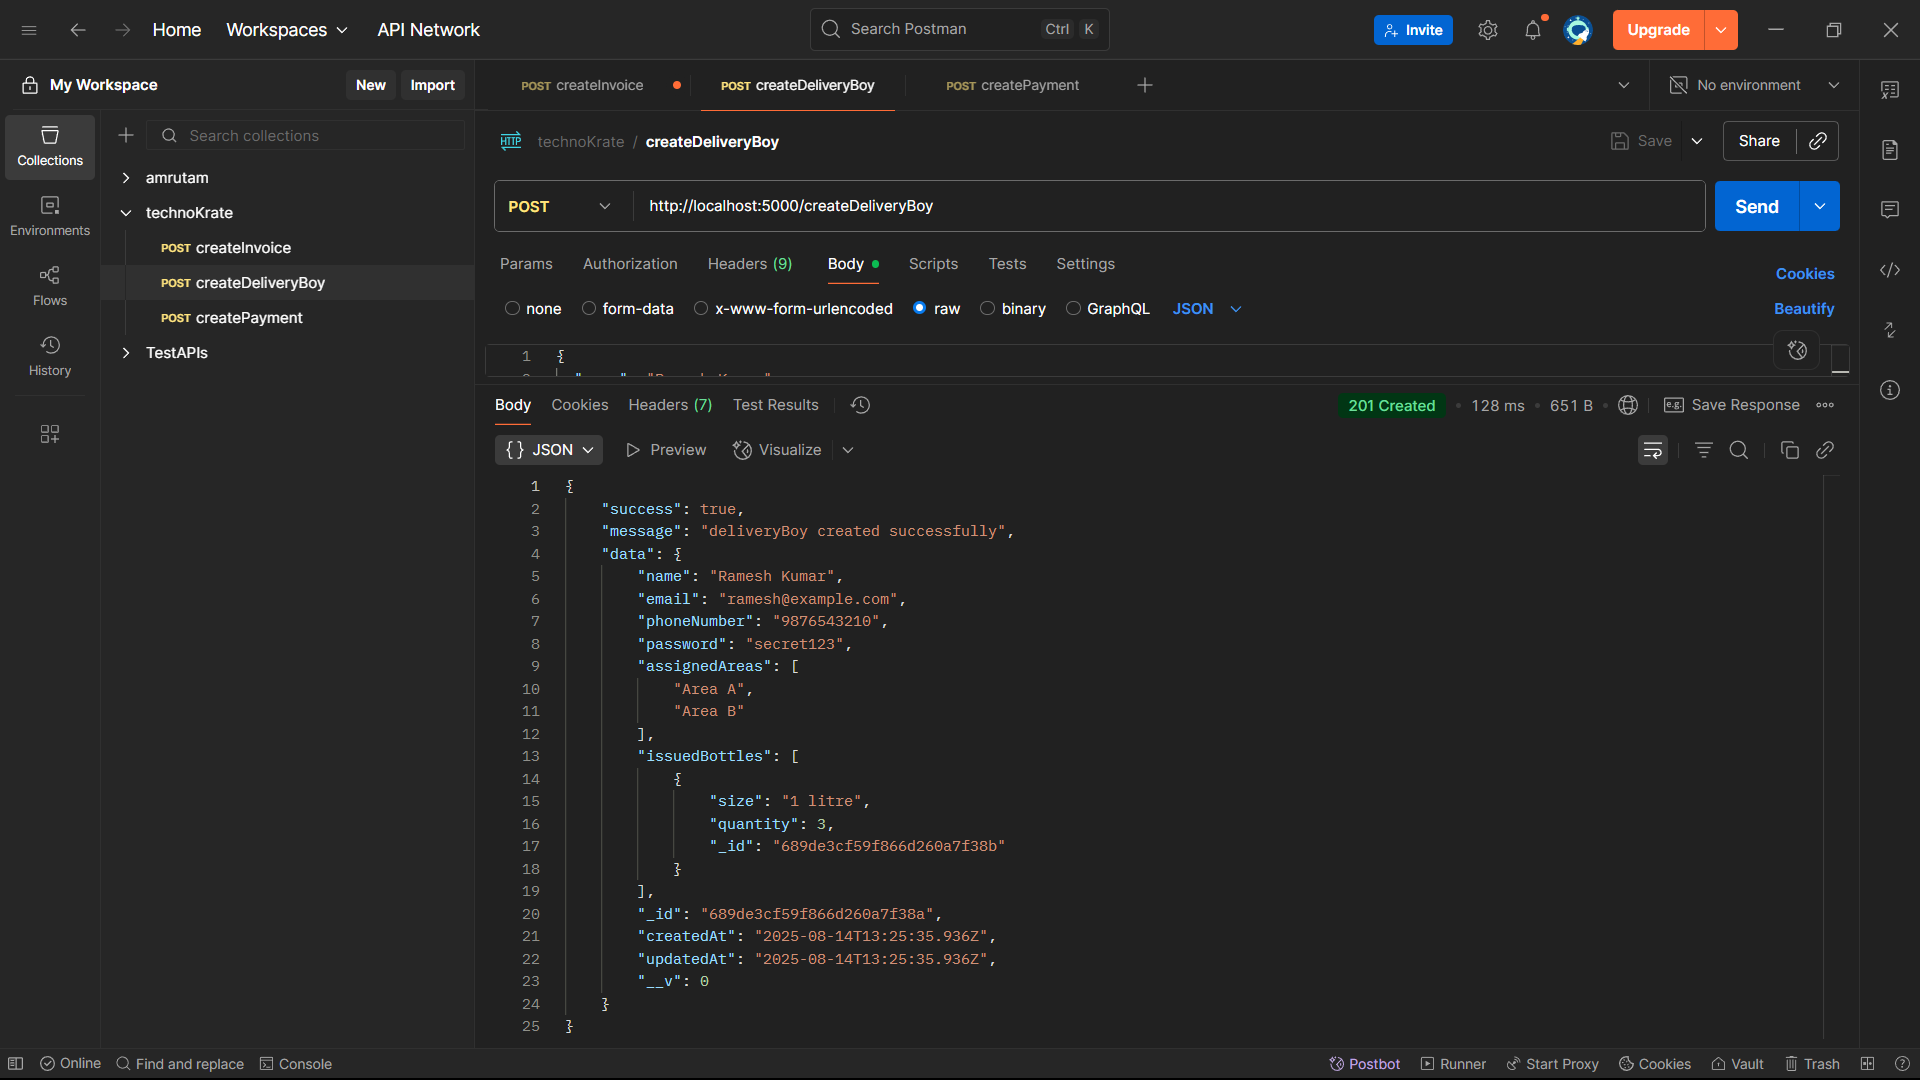 Home Workspaces API Network Search Postman Ctrl K Invite Upgrade
My Workspace New Import POST createInvoice POST createDeliveryBoy POST createPayment No environment
Collections
Environments
Flows
History
Search collections
amrutam
technoKrate
POST createInvoice
POST createDeliveryBoy
POST createPayment
TestAPIs
HTTP technoKrate / createDeliveryBoy Save Share
POST http://localhost:5000/createDeliveryBoy Send
Params Authorization Headers (9) Body Scripts Tests Settings Cookies
none form-data x-www-form-urlencoded raw binary GraphQL JSON Beautify
1 {
Body Cookies Headers (7) Test Results 201 Created • 128 ms • 651 B • e.g. Save Response
{} JSON Preview Visualize
1 {
2 "success": true,
3 "message": "deliveryBoy created successfully",
4 "data": {
5 "name": "Ramesh Kumar",
6 "email": "ramesh@example.com",
7 "phoneNumber": "9876543210",
8 "password": "secret123",
9 "assignedAreas": [
10 "Area A",
11 "Area B"
12 ],
13 "issuedBottles": [
14 {
15 "size": "1 litre",
16 "quantity": 3,
17 "_id": "689de3cf59f866d260a7f38b"
18 }
19 ],
20 "_id": "689de3cf59f866d260a7f38a",
21 "createdAt": "2025-08-14T13:25:35.936Z",
22 "updatedAt": "2025-08-14T13:25:35.936Z",
23 "__v": 0
24 }
25 }
Online Find and replace Console Postbot Runner Start Proxy Cookies Vault Trash